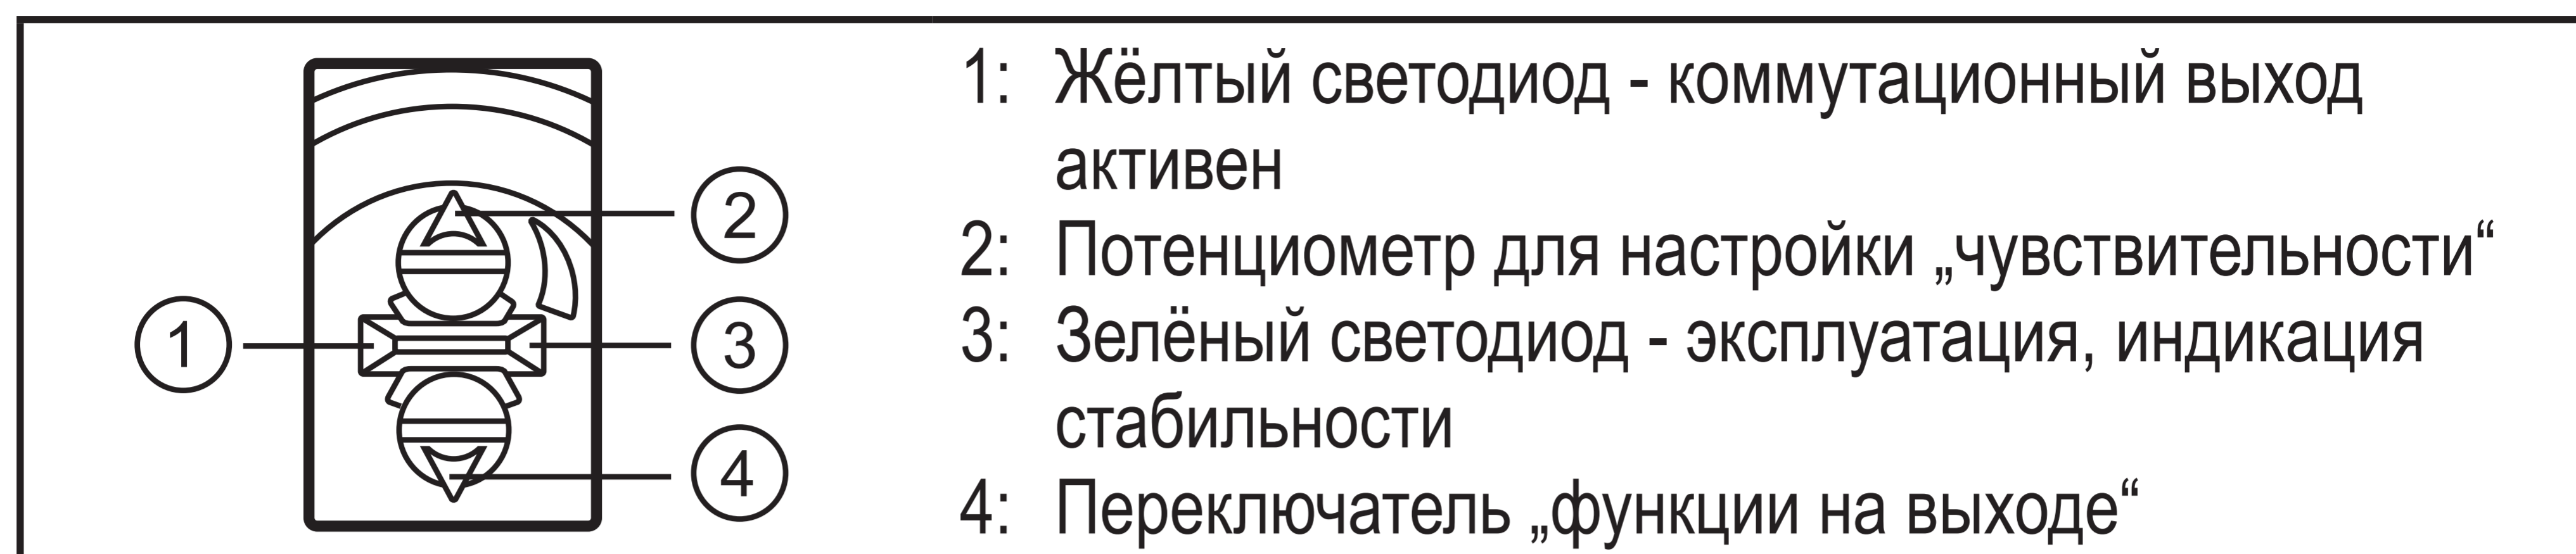 1: Жёлтый светодиод - коммутационный выход
активен
2: Потенциометр для настройки „чувствительности“
3: Зелёный светодиод - эксплуатация, индикация
стабильности
4: Переключатель „функции на выходе“
2
1
3
4